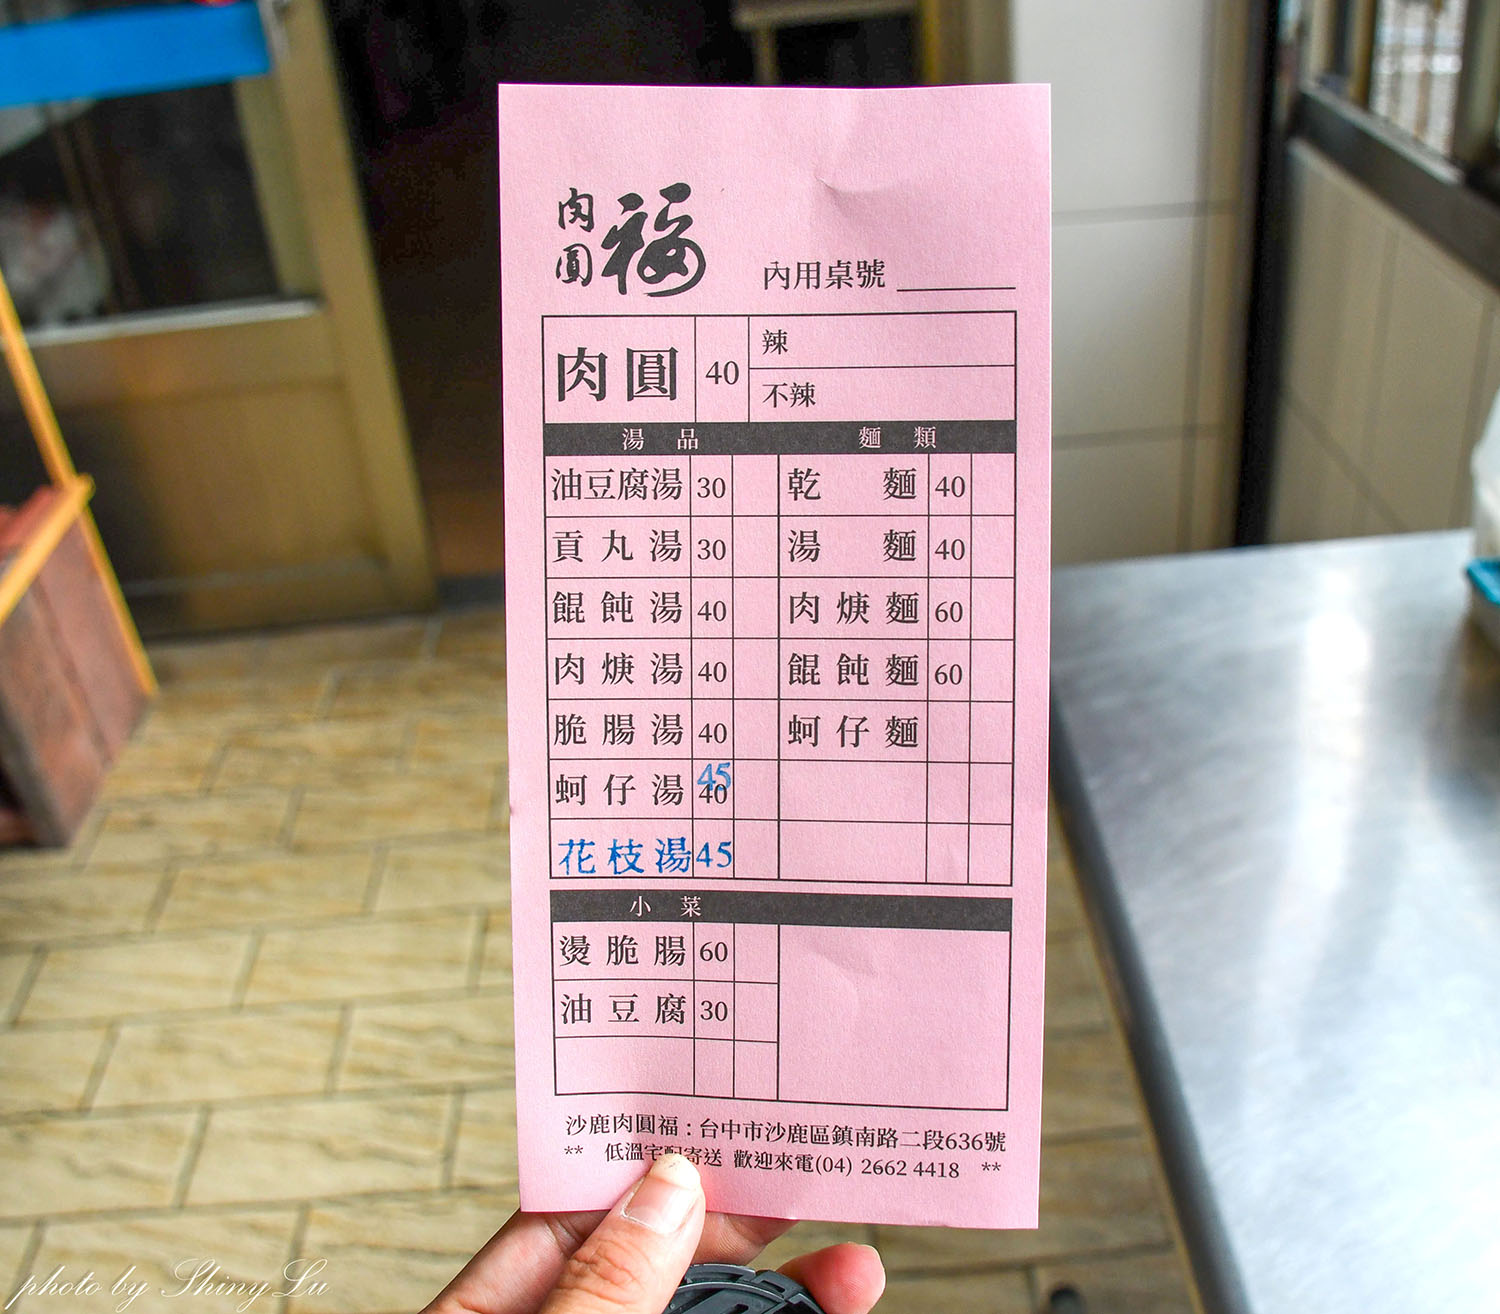 肉圓福
內用桌號
肉圓 40 辣
不辣
湯品 麵類
油豆腐湯 30 乾麵 40
貢丸湯 30 湯麵 40
餛飩湯 40 肉焿麵 60
肉焿湯 40 餛飩麵 60
脆腸湯 40 蚵仔麵
蚵仔湯 40 45
花枝湯 45
小菜
燙脆腸 60
油豆腐 30
沙鹿肉圓福：台中市沙鹿區鎮南路二段636號
** 低溫宅配寄送 歡迎來電(04) 2662 4418 **
photo by Shiny Lu